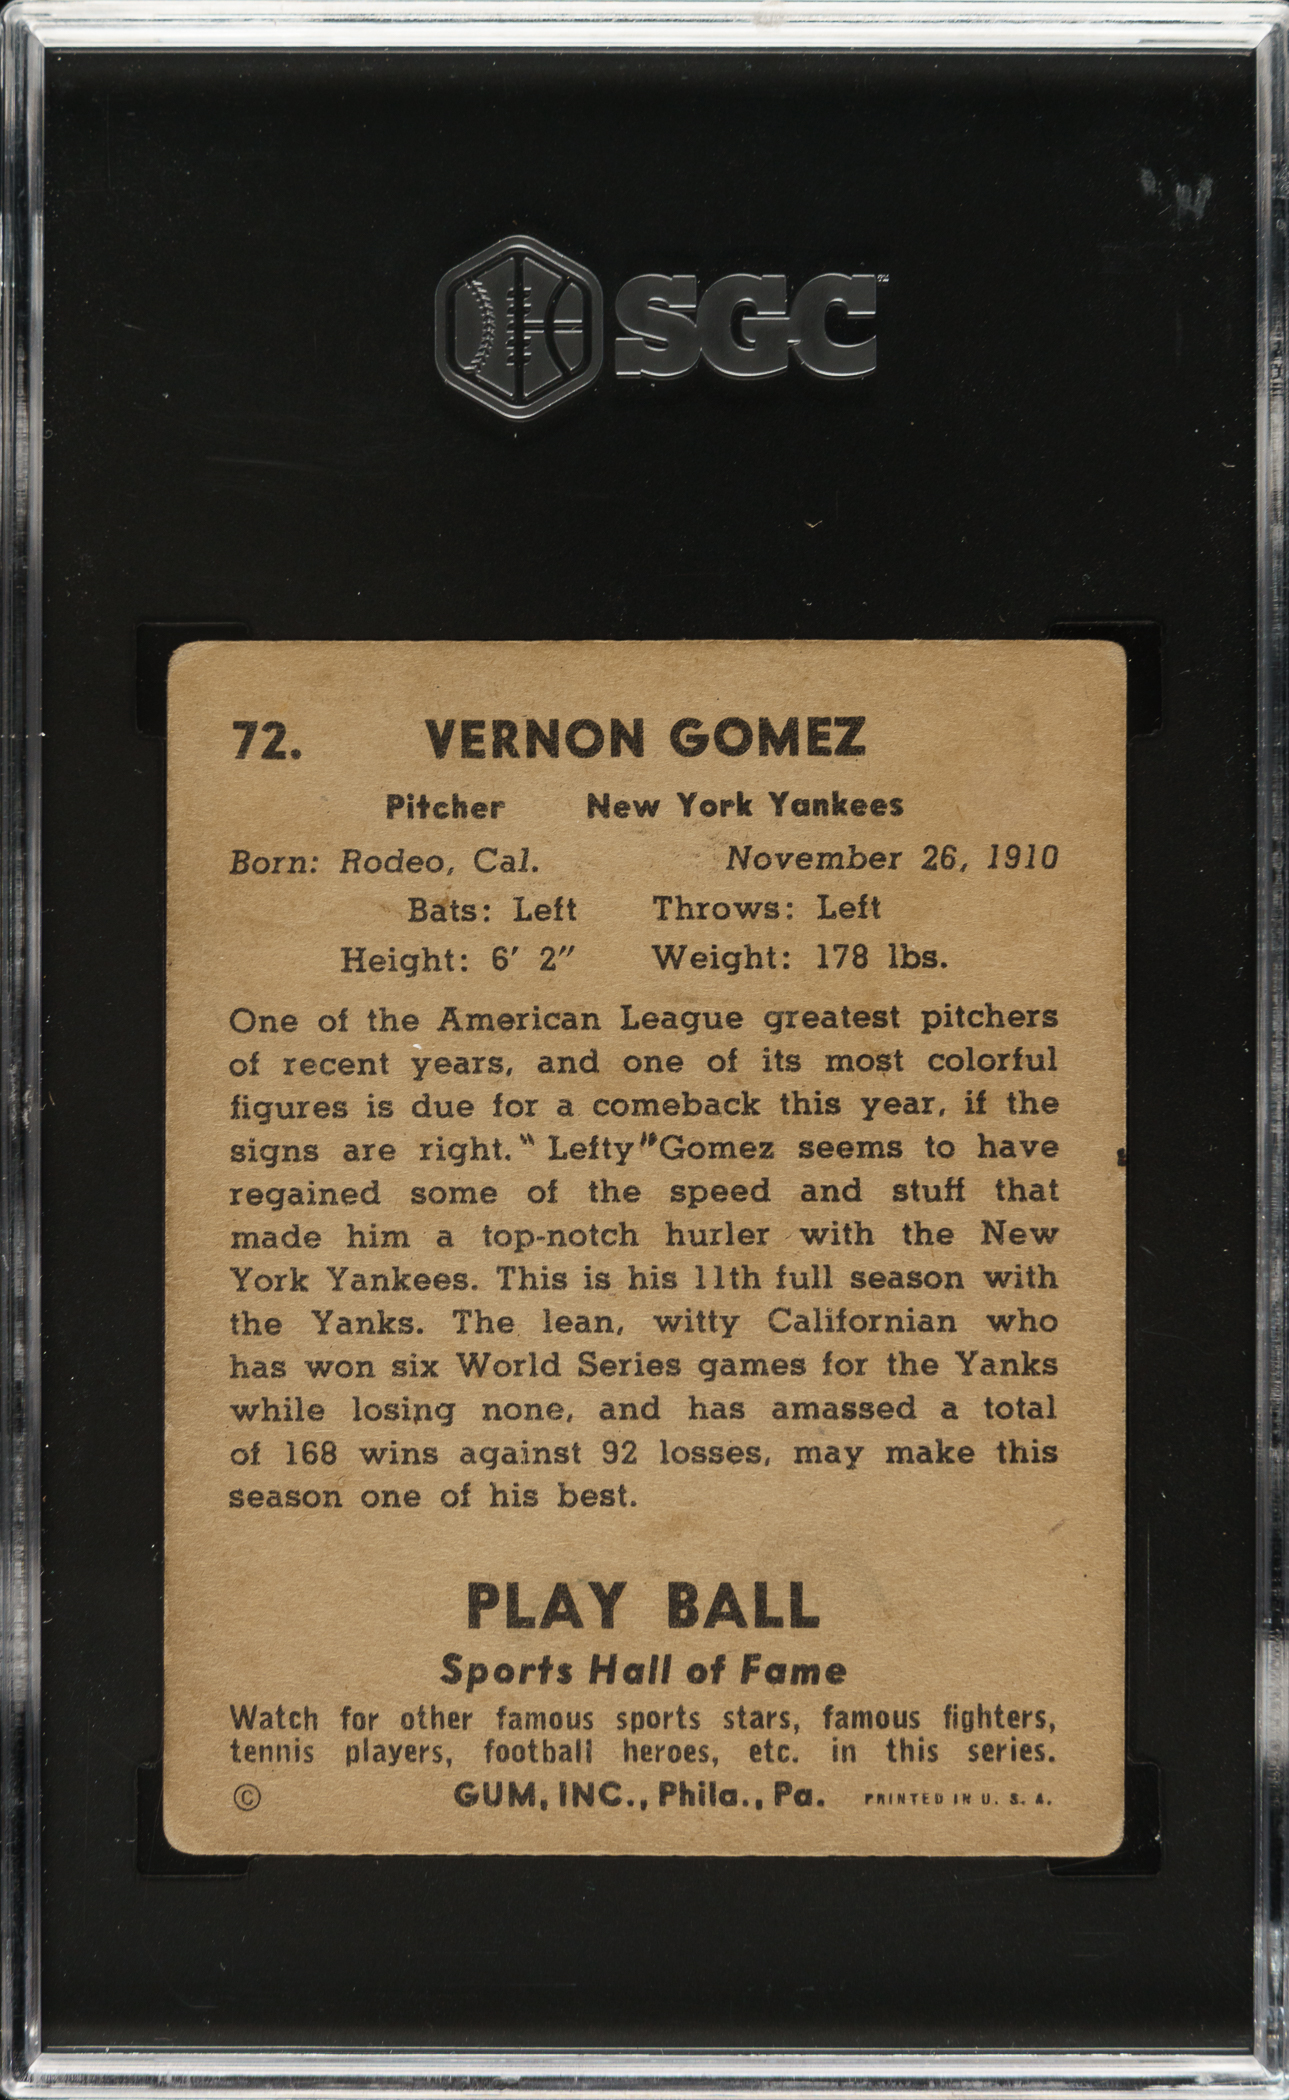 SGC™
72. VERNON GOMEZ
Pitcher New York Yankees
Born: Rodeo, Cal. November 26, 1910
Bats: Left Throws: Left
Height: 6′ 2″ Weight: 178 lbs.
One of the American League greatest pitchers
of recent years, and one of its most colorful
figures is due for a comeback this year, if the
signs are right. “Lefty” Gomez seems to have
regained some of the speed and stuff that
made him a top-notch hurler with the New
York Yankees. This is his 11th full season with
the Yanks. The lean, witty Californian who
has won six World Series games for the Yanks
while losing none, and has amassed a total
of 168 wins against 92 losses, may make this
season one of his best.
PLAY BALL
Sports Hall of Fame
Watch for other famous sports stars, famous fighters,
tennis players, football heroes, etc. in this series.
© GUM, INC., Phila., Pa. PRINTED IN U. S. A.